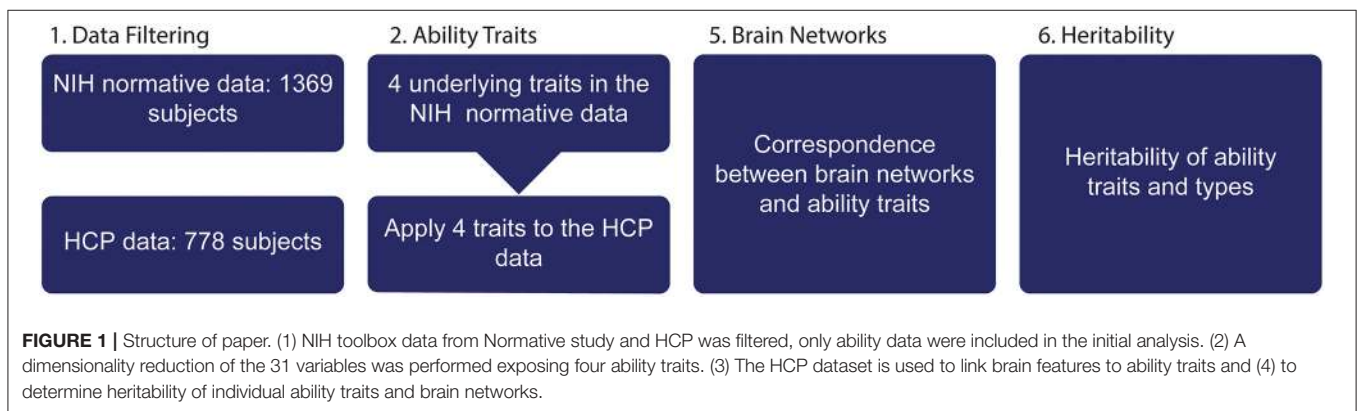 1. Data Filtering
NIH normative data: 1369
subjects
HCP data: 778 subjects
2. Ability Traits
4 underlying traits in the
NIH normative data
Apply 4 traits to the HCP
data
5. Brain Networks
Correspondence
between brain networks
and ability traits
6. Heritability
Heritability of ability
traits and types
FIGURE 1 | Structure of paper. (1) NIH toolbox data from Normative study and HCP was filtered, only ability data were included in the initial analysis. (2) A
dimensionality reduction of the 31 variables was performed exposing four ability traits. (3) The HCP dataset is used to link brain features to ability traits and (4) to
determine heritability of individual ability traits and brain networks.